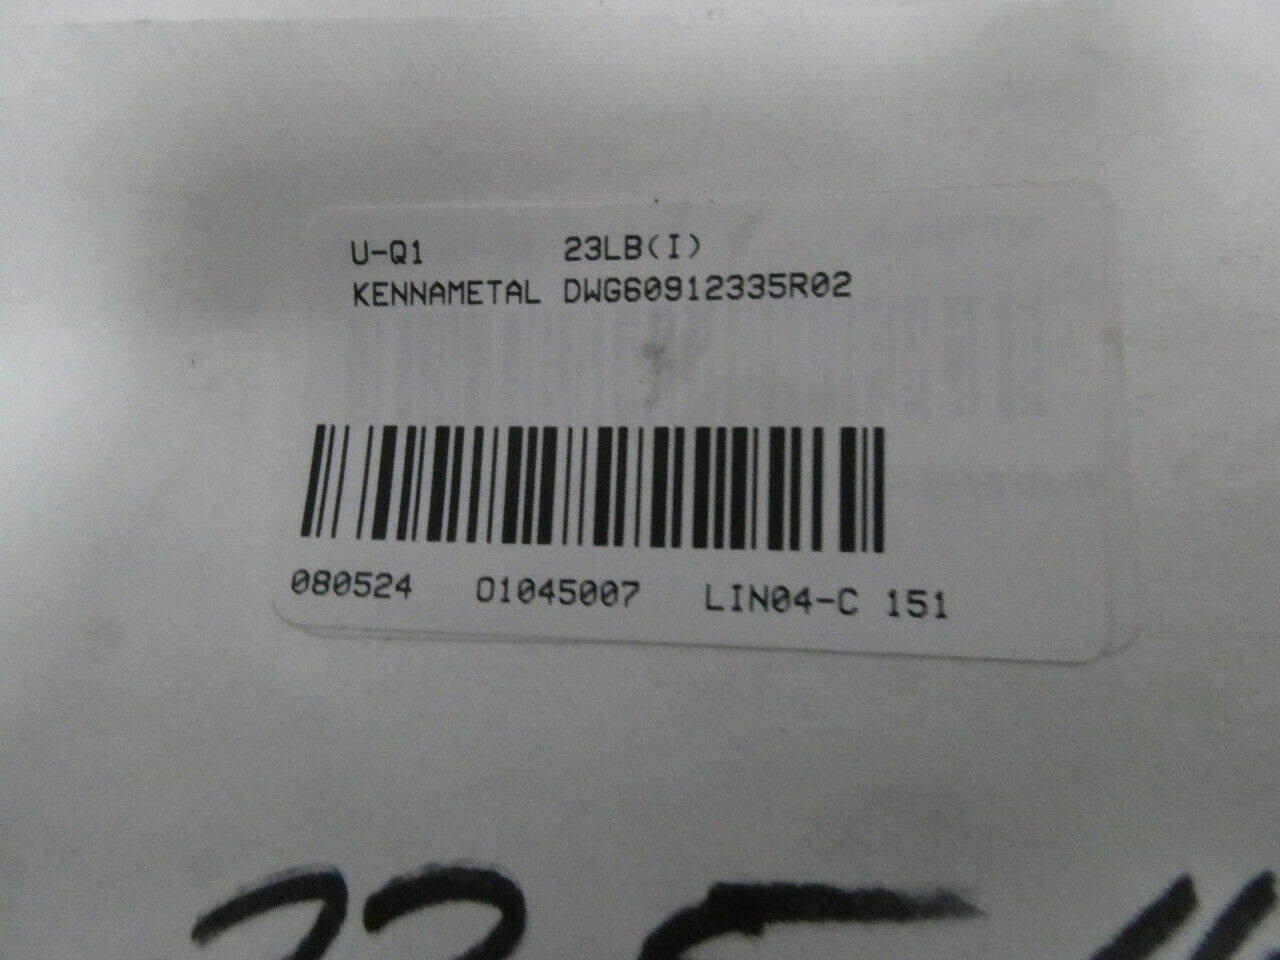 U-Q1 23LB(I)
KENNAMETAL DWG60912335R02
080524 01045007 LIN04-C 151